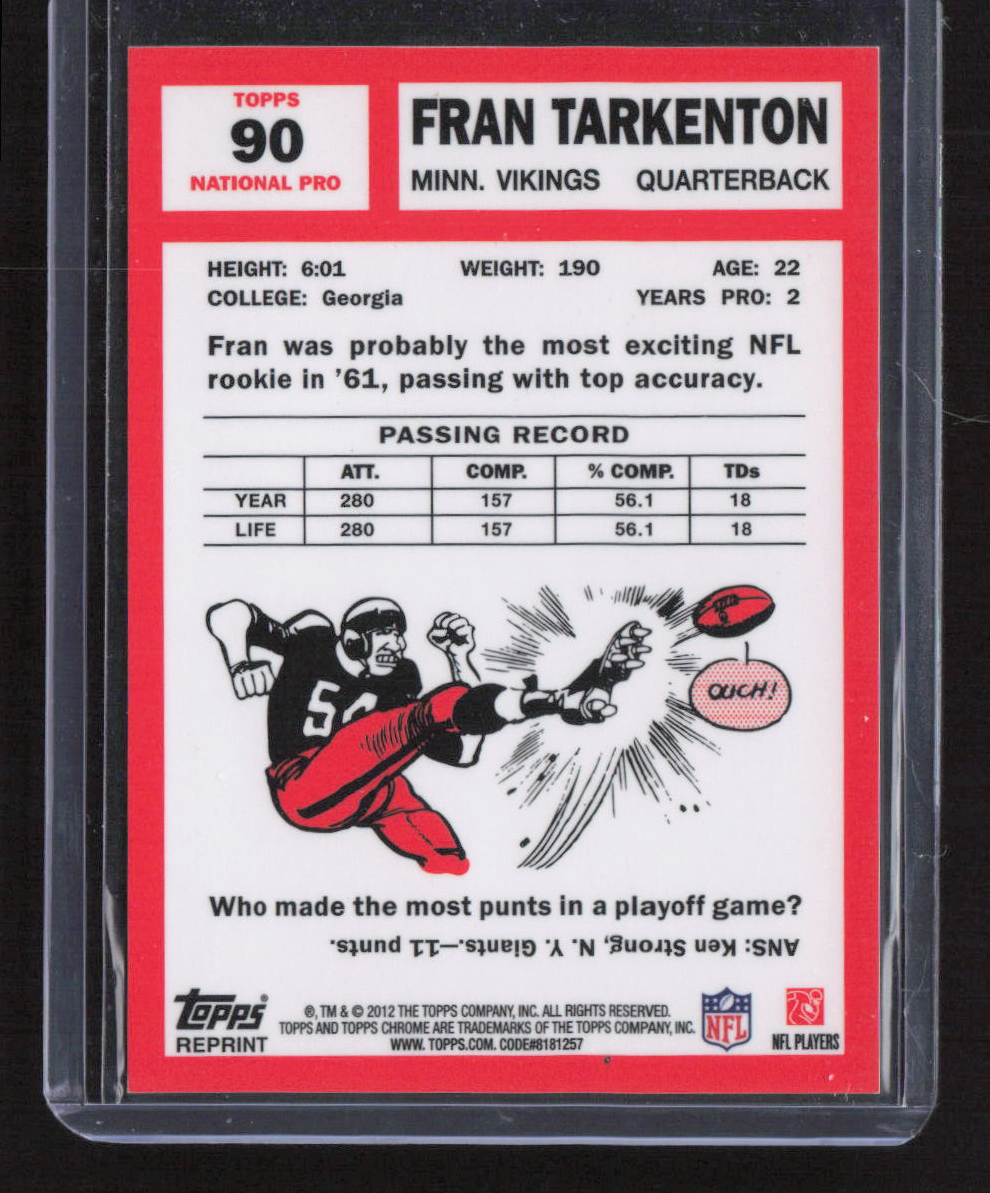 TOPPS
90
NATIONAL PRO
FRAN TARKENTON
MINN. VIKINGS QUARTERBACK
HEIGHT: 6:01 WEIGHT: 190 AGE: 22
COLLEGE: Georgia YEARS PRO: 2
Fran was probably the most exciting NFL
rookie in ’61, passing with top accuracy.
PASSING RECORD
ATT. COMP. % COMP. TDs
YEAR 280 157 56.1 18
LIFE 280 157 56.1 18
54
OUCH!
Who made the most punts in a playoff game?
ANS: Ken Strong, N. Y. Giants.—11 punts.
Topps®
REPRINT
®, TM & © 2012 THE TOPPS COMPANY, INC. ALL RIGHTS RESERVED.
TOPPS AND TOPPS CHROME ARE TRADEMARKS OF THE TOPPS COMPANY, INC.
WWW. TOPPS.COM. CODE#8181257
NFL
NFL PLAYERS